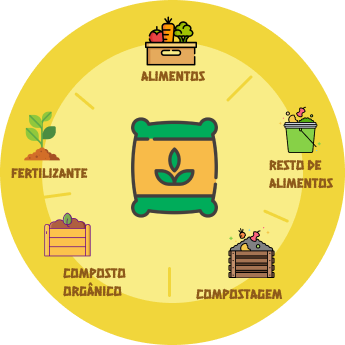 ALIMENTOS
RESTO DE
ALIMENTOS
COMPOSTAGEM
COMPOSTO
ORGÂNICO
FERTILIZANTE